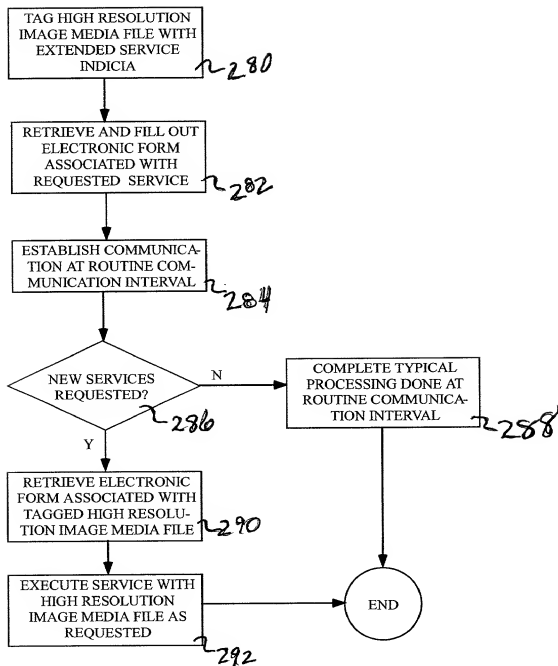 TAG HIGH RESOLUTION
IMAGE MEDIA FILE WITH
EXTENDED SERVICE
INDICIA
280
RETRIEVE AND FILL OUT
ELECTRONIC FORM
ASSOCIATED WITH
REQUESTED SERVICE
282
ESTABLISH COMMUNICA-
TION AT ROUTINE COM-
MUNICATION INTERVAL
284
NEW SERVICES
REQUESTED?
286
N
COMPLETE TYPICAL
PROCESSING DONE AT
ROUTINE COMMUNICA-
TION INTERVAL
288
Y
RETRIEVE ELECTRONIC
FORM ASSOCIATED WITH
TAGGED HIGH RESOLU-
TION IMAGE MEDIA FILE
290
EXECUTE SERVICE WITH
HIGH RESOLUTION
IMAGE MEDIA FILE AS
REQUESTED
292
END